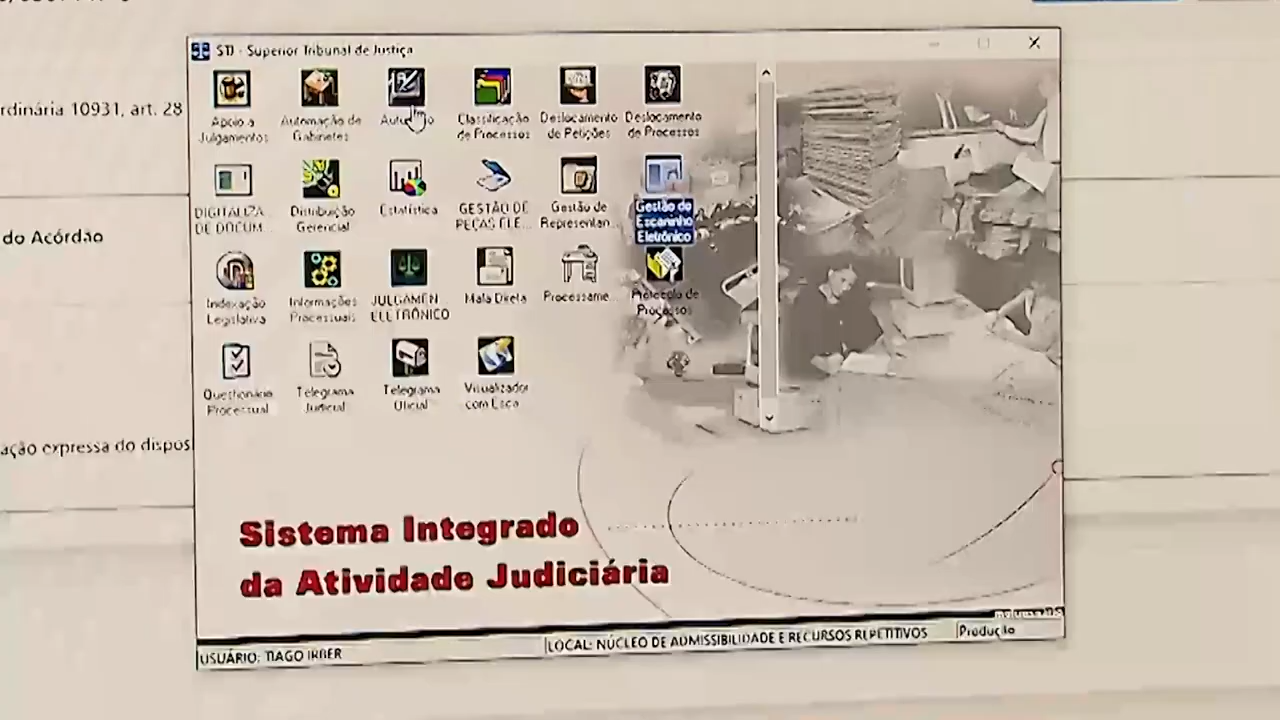 STJ - Superior Tribunal de Justiça
rdinária 10931, art. 28
do Acórdão
ação expressa do dispos
Apoio a
Julgamentos
Automação de
Gabinetes
Classificação
de Processos
Deslocamento
de Petições
Deslocamento
de Processos
DIGITALIZA...
DE DOCUM...
Distribuição
Gerencial
Estatística
GESTÃO DE
PEÇAS ELE...
Gestão de
Representan...
Gestão do
Escaninho
Eletrônico
Indexação
Legislativa
Informações
Processuais
JULGAMEN...
ELETRÔNICO
Mala Direta
Processame...
Protocolo de
Processos
Questionário
Processual
Telegrama
Judicial
Telegrama
Oficial
Visualizador
com Esca...
Sistema Integrado
da Atividade Judiciária
USUÁRIO: TIAGO IRBER
LOCAL: NÚCLEO DE ADMISSIBILIDADE E RECURSOS REPETITIVOS
Produção